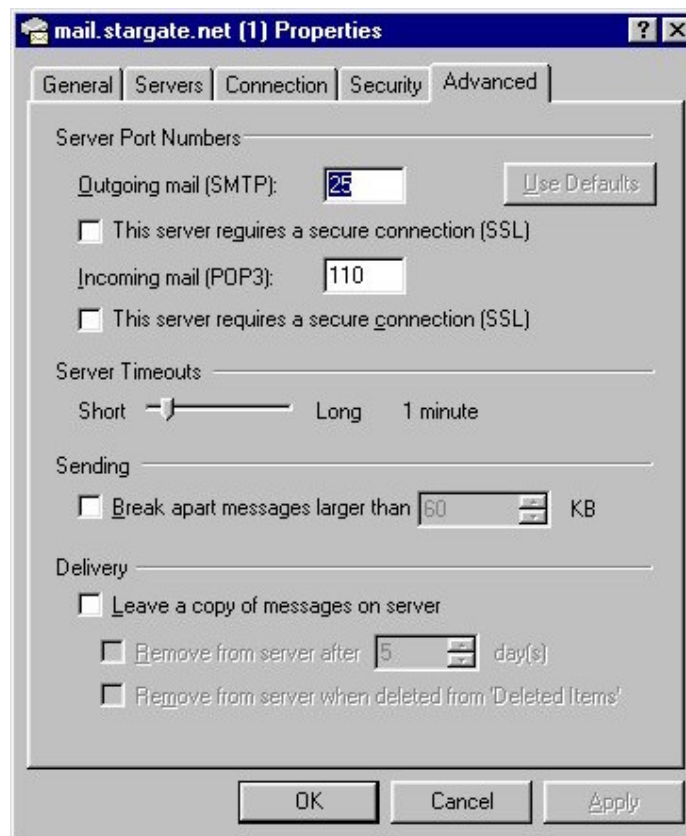 mail.stargate.net (1) Properties
General Servers Connection Security Advanced
Server Port Numbers
Outgoing mail (SMTP): 25 Use Defaults
This server requires a secure connection (SSL)
Incoming mail (POP3): 110
This server requires a secure connection (SSL)
Server Timeouts
Short Long 1 minute
Sending
Break apart messages larger than 60 KB
Delivery
Leave a copy of messages on server
Remove from server after 5 day(s)
Remove from server when deleted from 'Deleted Items'
OK Cancel Apply